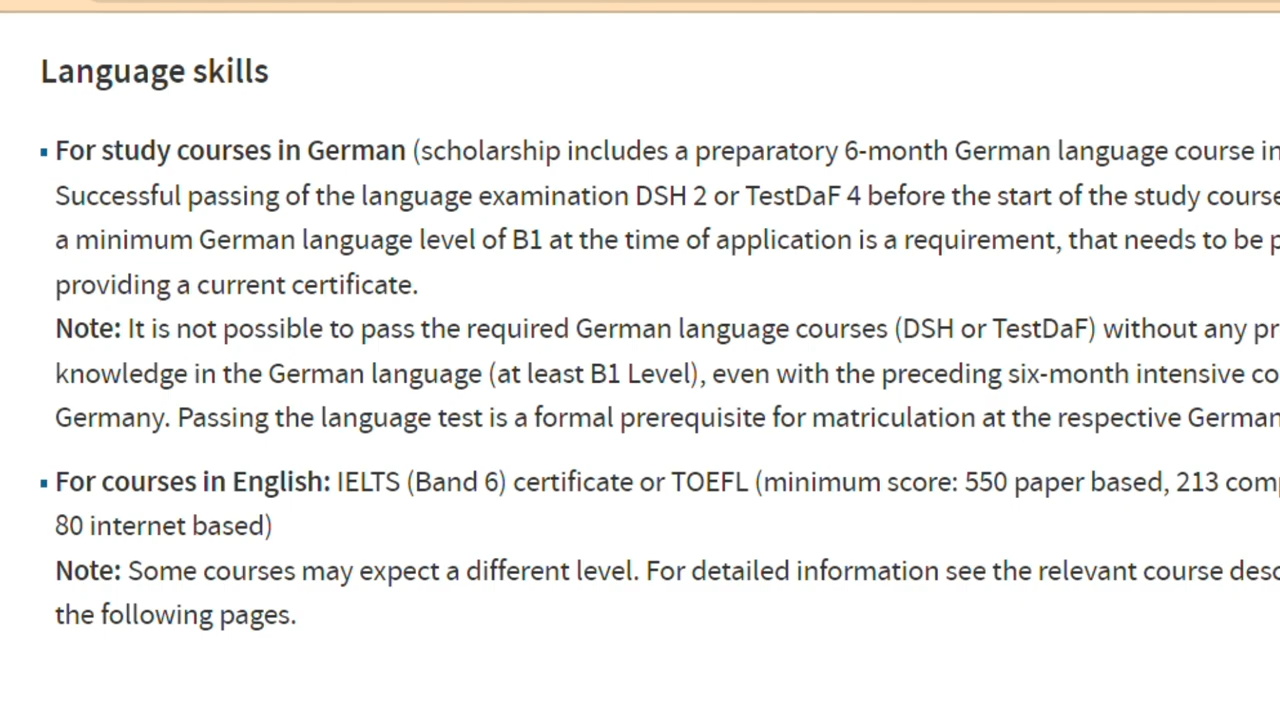 Language skills
For study courses in German (scholarship includes a preparatory 6-month German language course in
Successful passing of the language examination DSH 2 or TestDaF 4 before the start of the study course
a minimum German language level of B1 at the time of application is a requirement, that needs to be
providing a current certificate.
Note: It is not possible to pass the required German language courses (DSH or TestDaF) without any
knowledge in the German language (at least B1 Level), even with the preceding six-month intensive
Germany. Passing the language test is a formal prerequisite for matriculation at the respective German
For courses in English: IELTS (Band 6) certificate or TOEFL (minimum score: 550 paper based, 213
80 internet based)
Note: Some courses may expect a different level. For detailed information see the relevant course
the following pages.